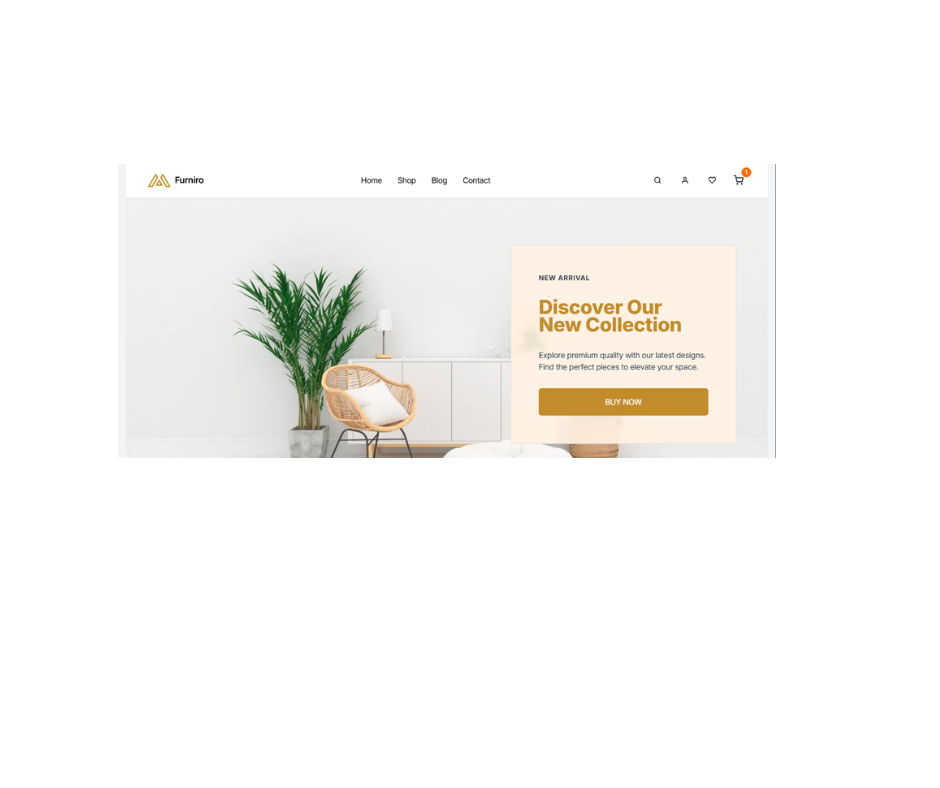 Furniro
Home Shop Blog Contact
1
NEW ARRIVAL
Discover Our
New Collection
Explore premium quality with our latest designs.
Find the perfect pieces to elevate your space.
BUY NOW